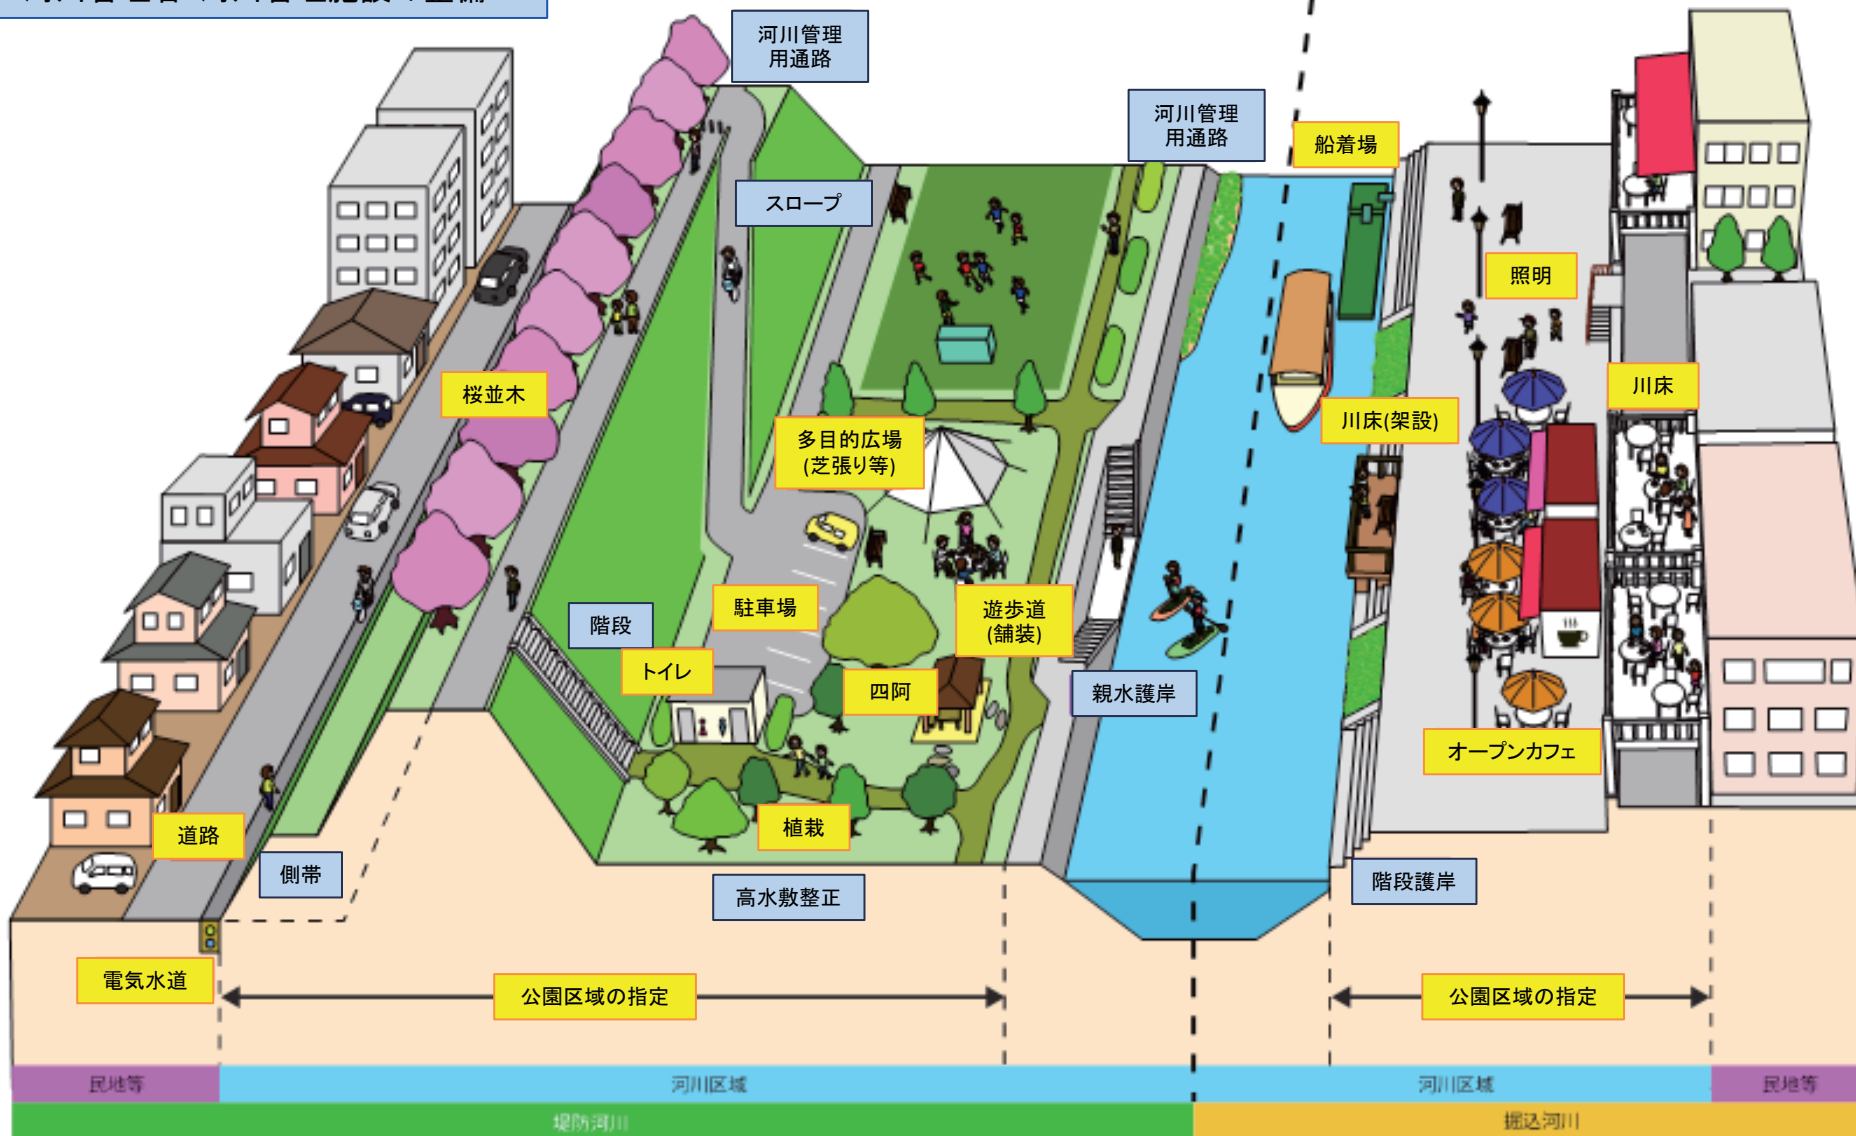 河川管理
用通路
河川管理
用通路
船着場
スロープ
照明
桜並木
川床
川床(架設)
多目的広場
(芝張り等)
駐車場
遊歩道
(舗装)
階段
トイレ
四阿
親水護岸
オープンカフェ
道路
植栽
側帯
高水敷整正
階段護岸
電気水道
公園区域の指定
公園区域の指定
民地等
河川区域
河川区域
民地等
堤防河川
掘込河川